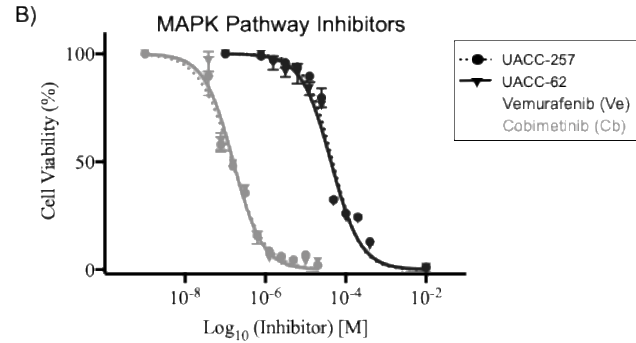 B)
MAPK Pathway Inhibitors
UACC-257
UACC-62
Vemurafenib (Ve)
Cobimetinib (Cb)
Cell Viability (%)
100
50
0
10-8 10-6 10-4 10-2
Log10 (Inhibitor) [M]